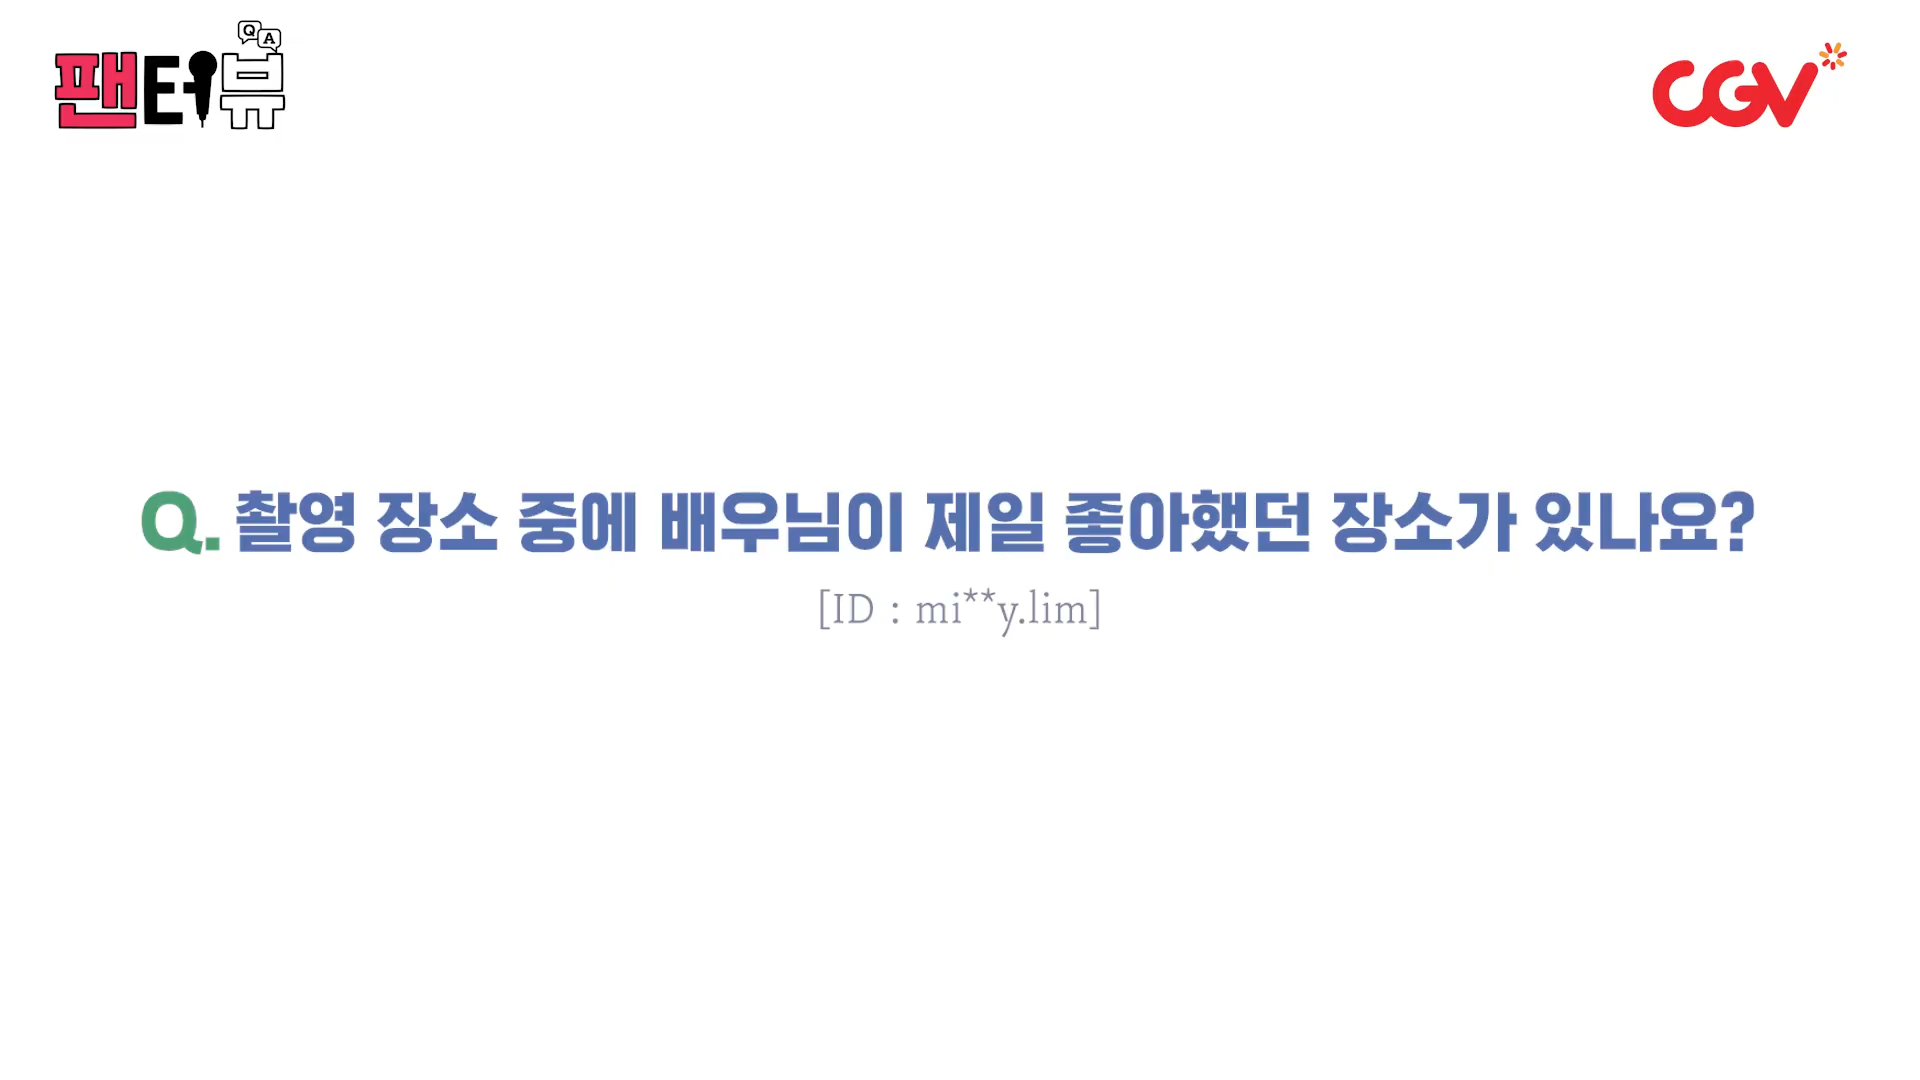 팬터뷰
Q A
CGV
Q. 촬영 장소 중에 배우님이 제일 좋아했던 장소가 있나요?
[ID : mi**y.lim]